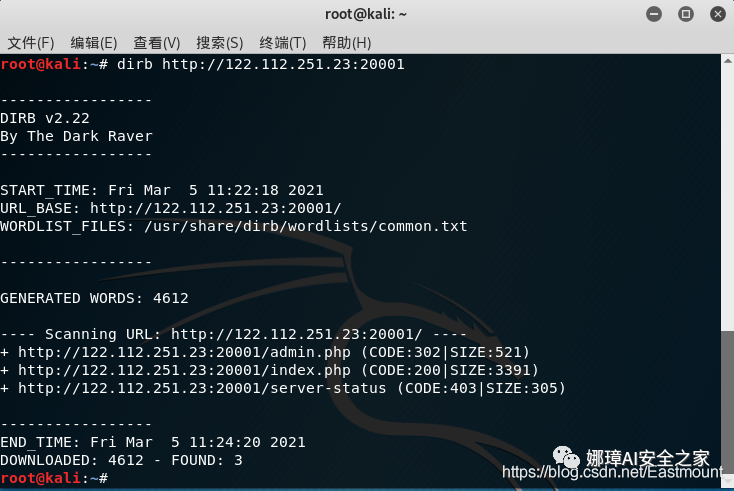 root@kali: ~
文件(F) 编辑(E) 查看(V) 搜索(S) 终端(T) 帮助(H)
root@kali:~# dirb http://122.112.251.23:20001
-----------------
DIRB v2.22
By The Dark Raver
-----------------
START_TIME: Fri Mar  5 11:22:18 2021
URL_BASE: http://122.112.251.23:20001/
WORDLIST_FILES: /usr/share/dirb/wordlists/common.txt
-----------------
GENERATED WORDS: 4612
---- Scanning URL: http://122.112.251.23:20001/ ----
+ http://122.112.251.23:20001/admin.php (CODE:302|SIZE:521)
+ http://122.112.251.23:20001/index.php (CODE:200|SIZE:3391)
+ http://122.112.251.23:20001/server-status (CODE:403|SIZE:305)
-----------------
END_TIME: Fri Mar  5 11:24:20 2021
DOWNLOADED: 4612 - FOUND: 3
root@kali:~#
娜璋AI安全之家
https://blog.csdn.net/Eastmount